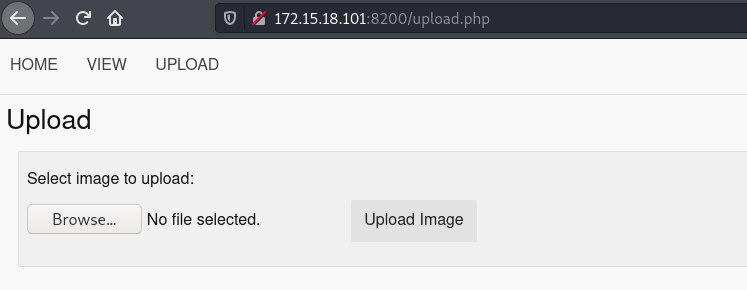 172.15.18.101:8200/upload.php
HOME VIEW UPLOAD
Upload
Select image to upload:
Browse... No file selected. Upload Image